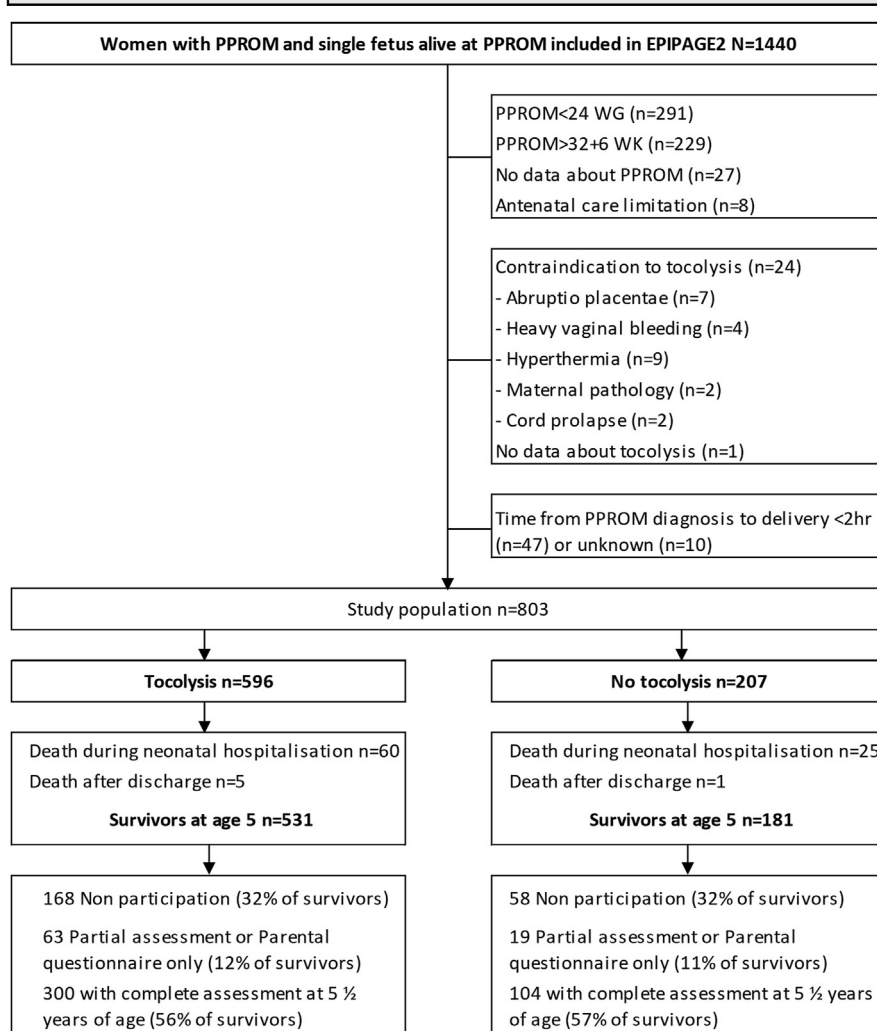 Women with PPROM and single fetus alive at PPROM included in EPIPAGE2 N=1440
PPROM<24 WG (n=291)
PPROM>32+6 WK (n=229)
No data about PPROM (n=27)
Antenatal care limitation (n=8)
Contraindication to tocolysis (n=24)
- Abruptio placentae (n=7)
- Heavy vaginal bleeding (n=4)
- Hyperthermia (n=9)
- Maternal pathology (n=2)
- Cord prolapse (n=2)
No data about tocolysis (n=1)
Time from PPROM diagnosis to delivery <2hr
(n=47) or unknown (n=10)
Study population n=803
Tocolysis n=596
No tocolysis n=207
Death during neonatal hospitalisation n=60
Death after discharge n=5
Survivors at age 5 n=531
Death during neonatal hospitalisation n=25
Death after discharge n=1
Survivors at age 5 n=181
168 Non participation (32% of survivors)
63 Partial assessment or Parental
questionnaire only (12% of survivors)
300 with complete assessment at 5 ½
years of age (56% of survivors)
58 Non participation (32% of survivors)
19 Partial assessment or Parental
questionnaire only (11% of survivors)
104 with complete assessment at 5 ½ years
of age (57% of survivors)